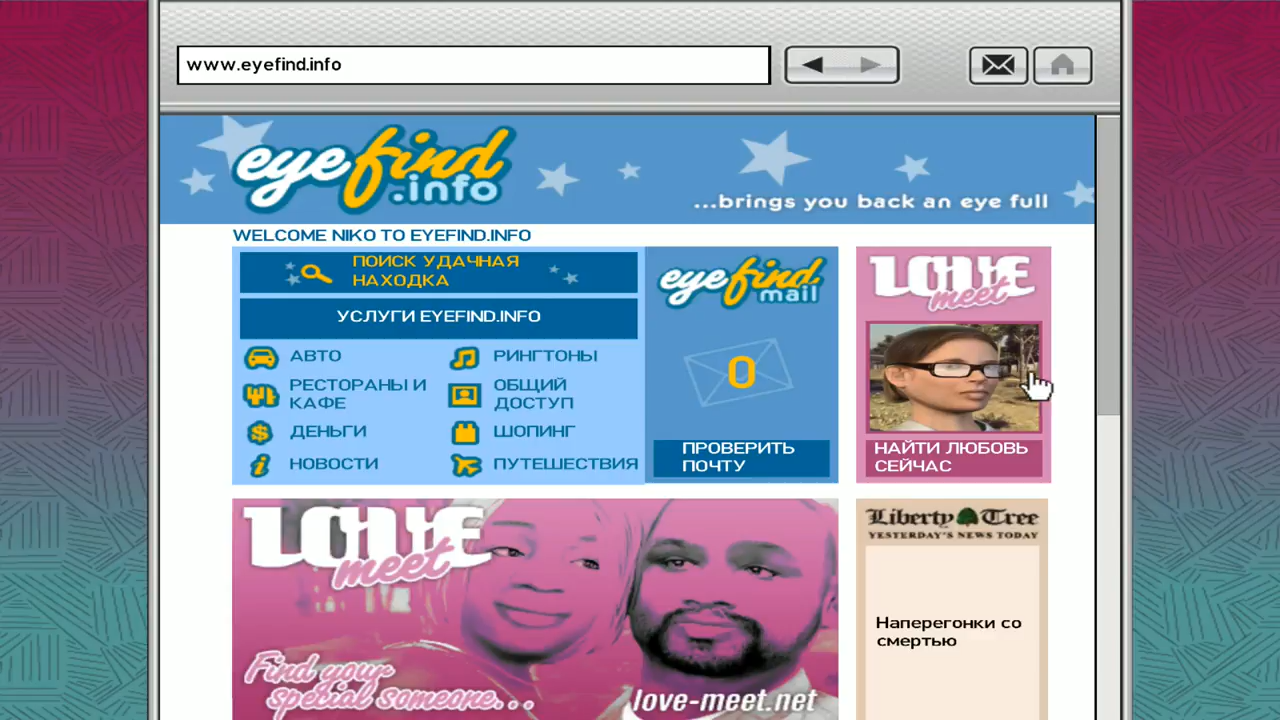 www.eyefind.info
eyefind
.info
...brings you back an eye full
WELCOME NIKO TO EYEFIND.INFO
ПОИСК УДАЧНАЯ
НАХОДКА
УСЛУГИ EYEFIND.INFO
АВТО
РИНГТОНЫ
РЕСТОРАНЫ И
КАФЕ
ОБЩИЙ
ДОСТУП
ДЕНЬГИ
ШОПИНГ
НОВОСТИ
ПУТЕШЕСТВИЯ
eyefind
mail
0
ПРОВЕРИТЬ
ПОЧТУ
LOVE
meet
НАЙТИ ЛЮБОВЬ
СЕЙЧАС
LOVE
meet
Find your
special someone...
love-meet.net
Liberty Tree
YESTERDAY'S NEWS TODAY
Наперегонки со
смертью